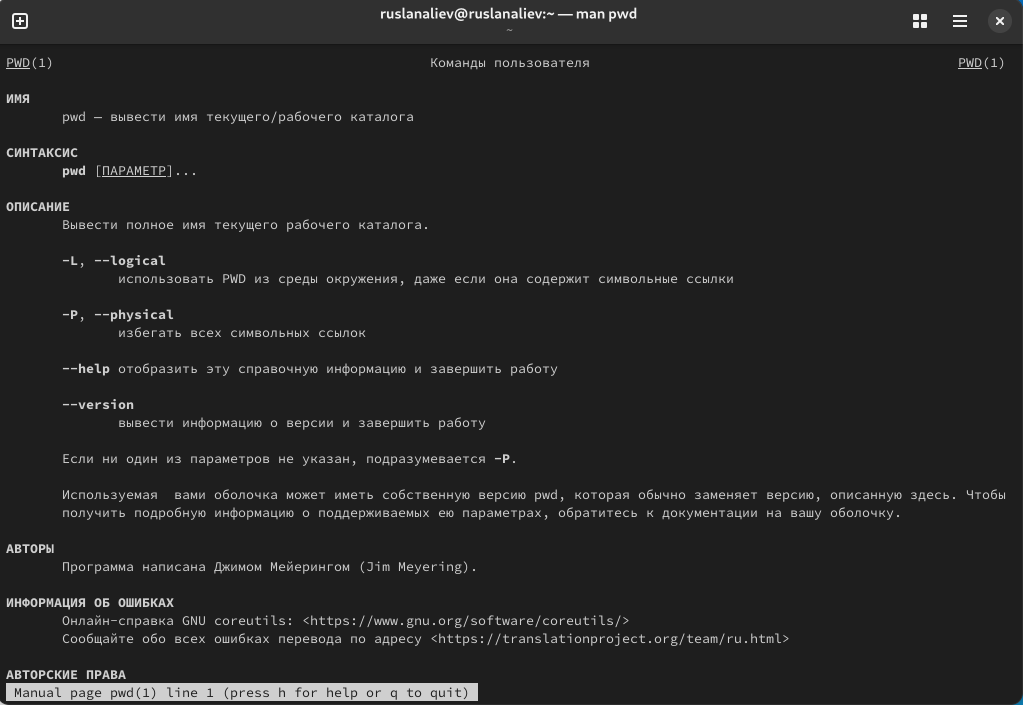 ruslanaliev@ruslanaliev:~ — man pwd
~
PWD(1) Команды пользователя PWD(1)
ИМЯ
pwd – вывести имя текущего/рабочего каталога
СИНТАКСИС
pwd [ПАРАМЕТР]...
ОПИСАНИЕ
Вывести полное имя текущего рабочего каталога.
-L, --logical
использовать PWD из среды окружения, даже если она содержит символьные ссылки
-P, --physical
избегать всех символьных ссылок
--help отобразить эту справочную информацию и завершить работу
--version
вывести информацию о версии и завершить работу
Если ни один из параметров не указан, подразумевается -P.
Используемая  вами оболочка может иметь собственную версию pwd, которая обычно заменяет версию, описанную здесь. Чтобы
получить подробную информацию о поддерживаемых ею параметрах, обратитесь к документации на вашу оболочку.
АВТОРЫ
Программа написана Джимом Мейерингом (Jim Meyering).
ИНФОРМАЦИЯ ОБ ОШИБКАХ
Онлайн-справка GNU coreutils: <https://www.gnu.org/software/coreutils/>
Сообщайте обо всех ошибках перевода по адресу <https://translationproject.org/team/ru.html>
АВТОРСКИЕ ПРАВА
Manual page pwd(1) line 1 (press h for help or q to quit)